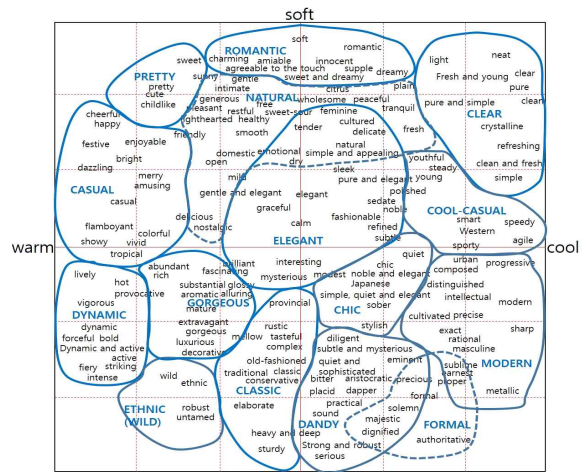 soft
soft
romantic
ROMANTIC
sweet charming amiable innocent
agreeable to the touch supple dreamy
sunny gentle sweet and dreamy
light neat
Fresh and young clear
pure
clean
pure and simple
CLEAR
crystalline
refreshing
clean and fresh
simple
PRETTY
pretty
cute
childlike
intimate citrus plain
generous NATURAL wholesome peaceful
pleasant restful free sweet-sour feminine tranquil
lighthearted healthy cultured
friendly smooth tender delicate fresh
natural
domestic emotional simple and appealing
open dry
youthful
steady
young
cheerful
happy
festive enjoyable
bright
dazzling
merry
amusing
CASUAL
casual
flamboyant
colorful
showy vivid
tropical
delicious
nostalgic
mild sleek
pure and elegant
gentle and elegant elegant polished
graceful sedate
noble
calm fashionable
refined
ELEGANT subtle
interesting
mysterious
COOL-CASUAL
smart speedy
Western
sporty agile
warm
cool
lively
hot
provocative
vigorous
DYNAMIC
dynamic
forceful bold
Dynamic and active
active
fiery striking
intense
abundant brilliant
rich fascinating
substantial glossy
aromatic alluring
GORGEOUS
mature
extravagant
gorgeous
luxurious
decorative
mellow
provincial
rustic
tasteful
complex
old-fashioned
traditional classic
conservative
CLASSIC
elaborate
heavy and deep
sturdy
quiet
chic
modest noble and elegant
Japanese
simple, quiet and elegant
sober
CHIC
stylish
urban
composed progressive
distinguished
intellectual
modern
cultivated precise
exact sharp
rational
masculine
MODERN
sublime
earnest
proper
metallic
diligent
subtle and mysterious
quiet and eminent
sophisticated
bitter aristocratic precious
placid dapper
formal
practical
solemn
sound
majestic
DANDY dignified
FORMAL
authoritative
Strong and robust
serious
wild
ethnic
ETHNIC
(WILD)
robust
untamed